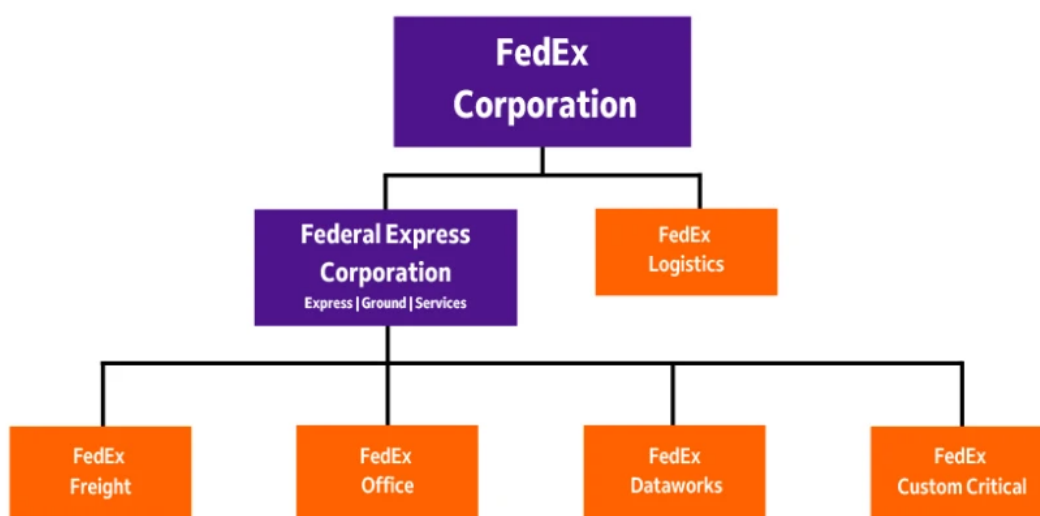 FedEx
Corporation
Federal Express
Corporation
Express | Ground | Services
FedEx
Logistics
FedEx
Freight
FedEx
Office
FedEx
Dataworks
FedEx
Custom Critical